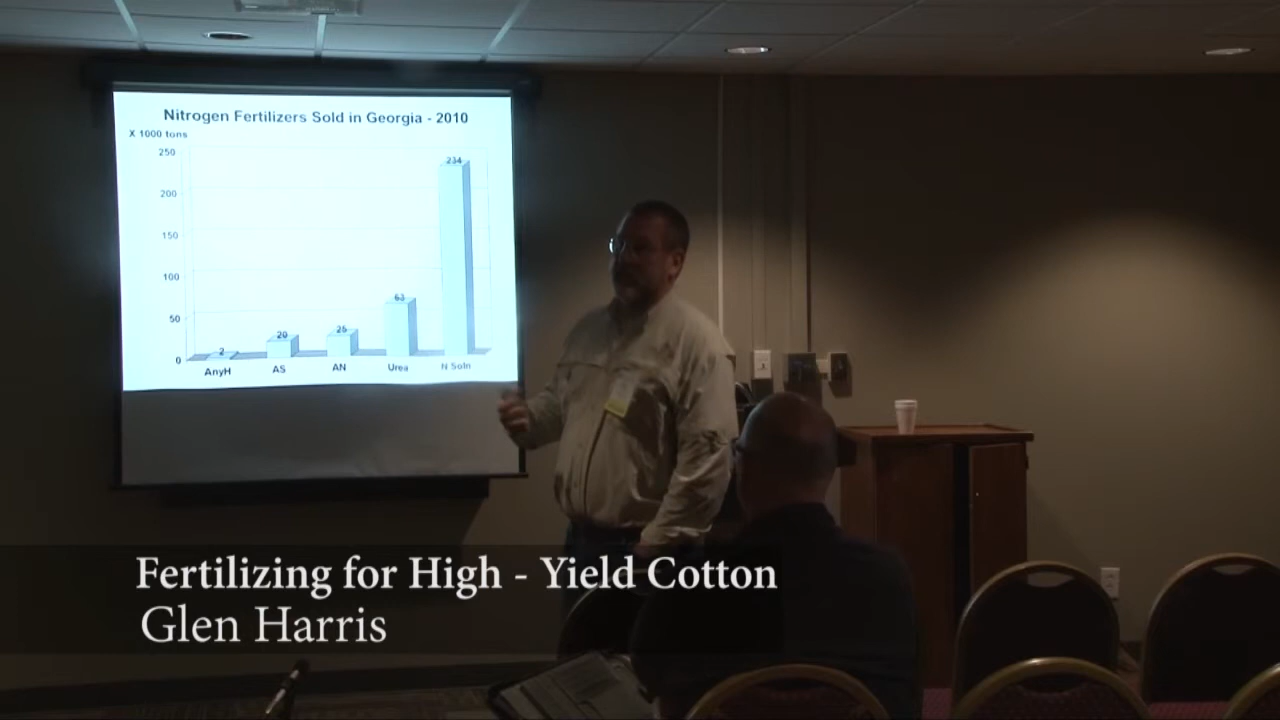 Nitrogen Fertilizers Sold in Georgia - 2010
X 1000 tons
250
200
150
100
50
0
2
20
25
63
234
AnyH
AS
AN
Urea
N Soln
Fertilizing for High - Yield Cotton
Glen Harris